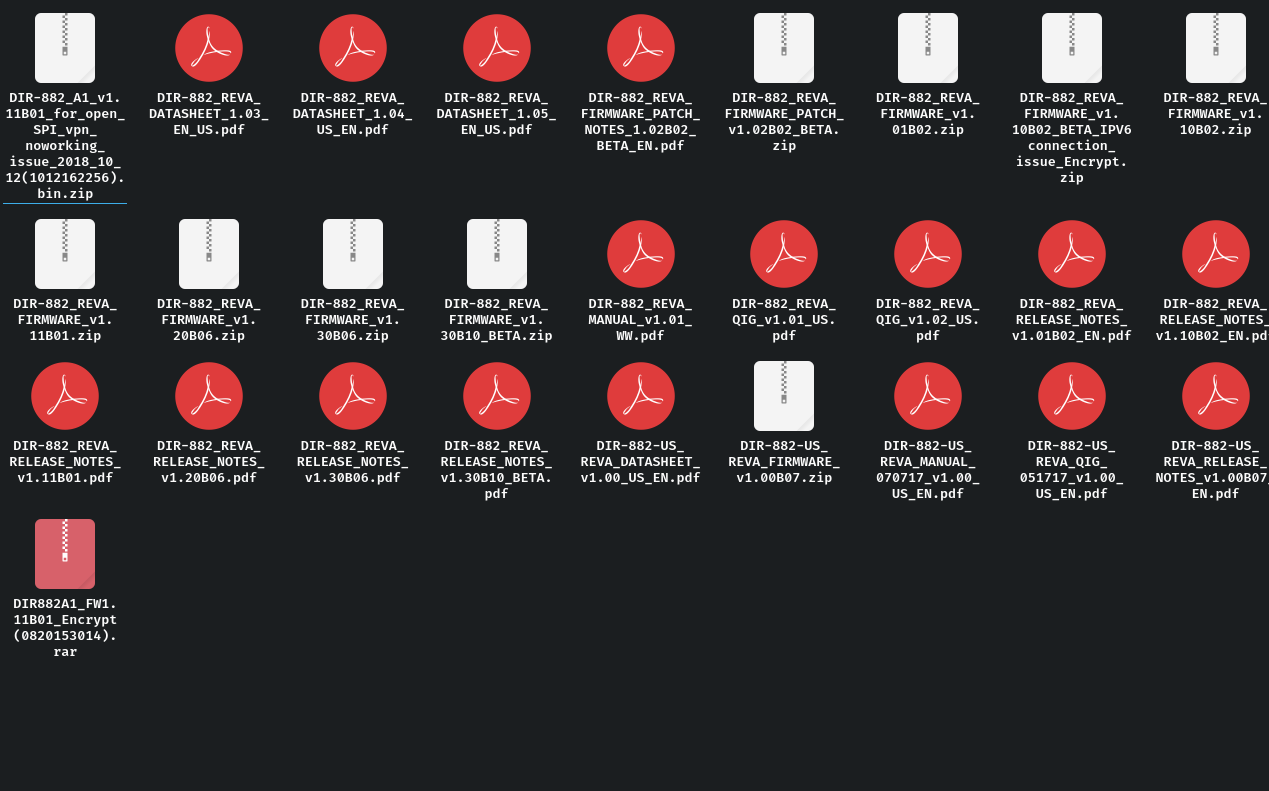 DIR-882_A1_v1.
11B01_for_open_
SPI_vpn_
noworking_
issue_2018_10_
12(1012162256).
bin.zip
DIR-882_REVA_
DATASHEET_1.03_
EN_US.pdf
DIR-882_REVA_
DATASHEET_1.04_
US_EN.pdf
DIR-882_REVA_
DATASHEET_1.05_
EN_US.pdf
DIR-882_REVA_
FIRMWARE_PATCH_
NOTES_1.02B02_
BETA_EN.pdf
DIR-882_REVA_
FIRMWARE_PATCH_
v1.02B02_BETA.
zip
DIR-882_REVA_
FIRMWARE_v1.
01B02.zip
DIR-882_REVA_
FIRMWARE_v1.
10B02_BETA_IPV6
connection_
issue_Encrypt.
zip
DIR-882_REVA_
FIRMWARE_v1.
10B02.zip
DIR-882_REVA_
FIRMWARE_v1.
11B01.zip
DIR-882_REVA_
FIRMWARE_v1.
20B06.zip
DIR-882_REVA_
FIRMWARE_v1.
30B06.zip
DIR-882_REVA_
FIRMWARE_v1.
30B10_BETA.zip
DIR-882_REVA_
MANUAL_v1.01_
WW.pdf
DIR-882_REVA_
QIG_v1.01_US.
pdf
DIR-882_REVA_
QIG_v1.02_US.
pdf
DIR-882_REVA_
RELEASE_NOTES_
v1.01B02_EN.pdf
DIR-882_REVA_
RELEASE_NOTES_
v1.10B02_EN.pdf
DIR-882_REVA_
RELEASE_NOTES_
v1.11B01.pdf
DIR-882_REVA_
RELEASE_NOTES_
v1.20B06.pdf
DIR-882_REVA_
RELEASE_NOTES_
v1.30B06.pdf
DIR-882_REVA_
RELEASE_NOTES_
v1.30B10_BETA.
pdf
DIR-882-US_
REVA_DATASHEET_
v1.00_US_EN.pdf
DIR-882-US_
REVA_FIRMWARE_
v1.00B07.zip
DIR-882-US_
REVA_MANUAL_
070717_v1.00_
US_EN.pdf
DIR-882-US_
REVA_QIG_
051717_v1.00_
US_EN.pdf
DIR-882-US_
REVA_RELEASE_
NOTES_v1.00B07_
EN.pdf
DIR882A1_FW1.
11B01_Encrypt
(0820153014).
rar